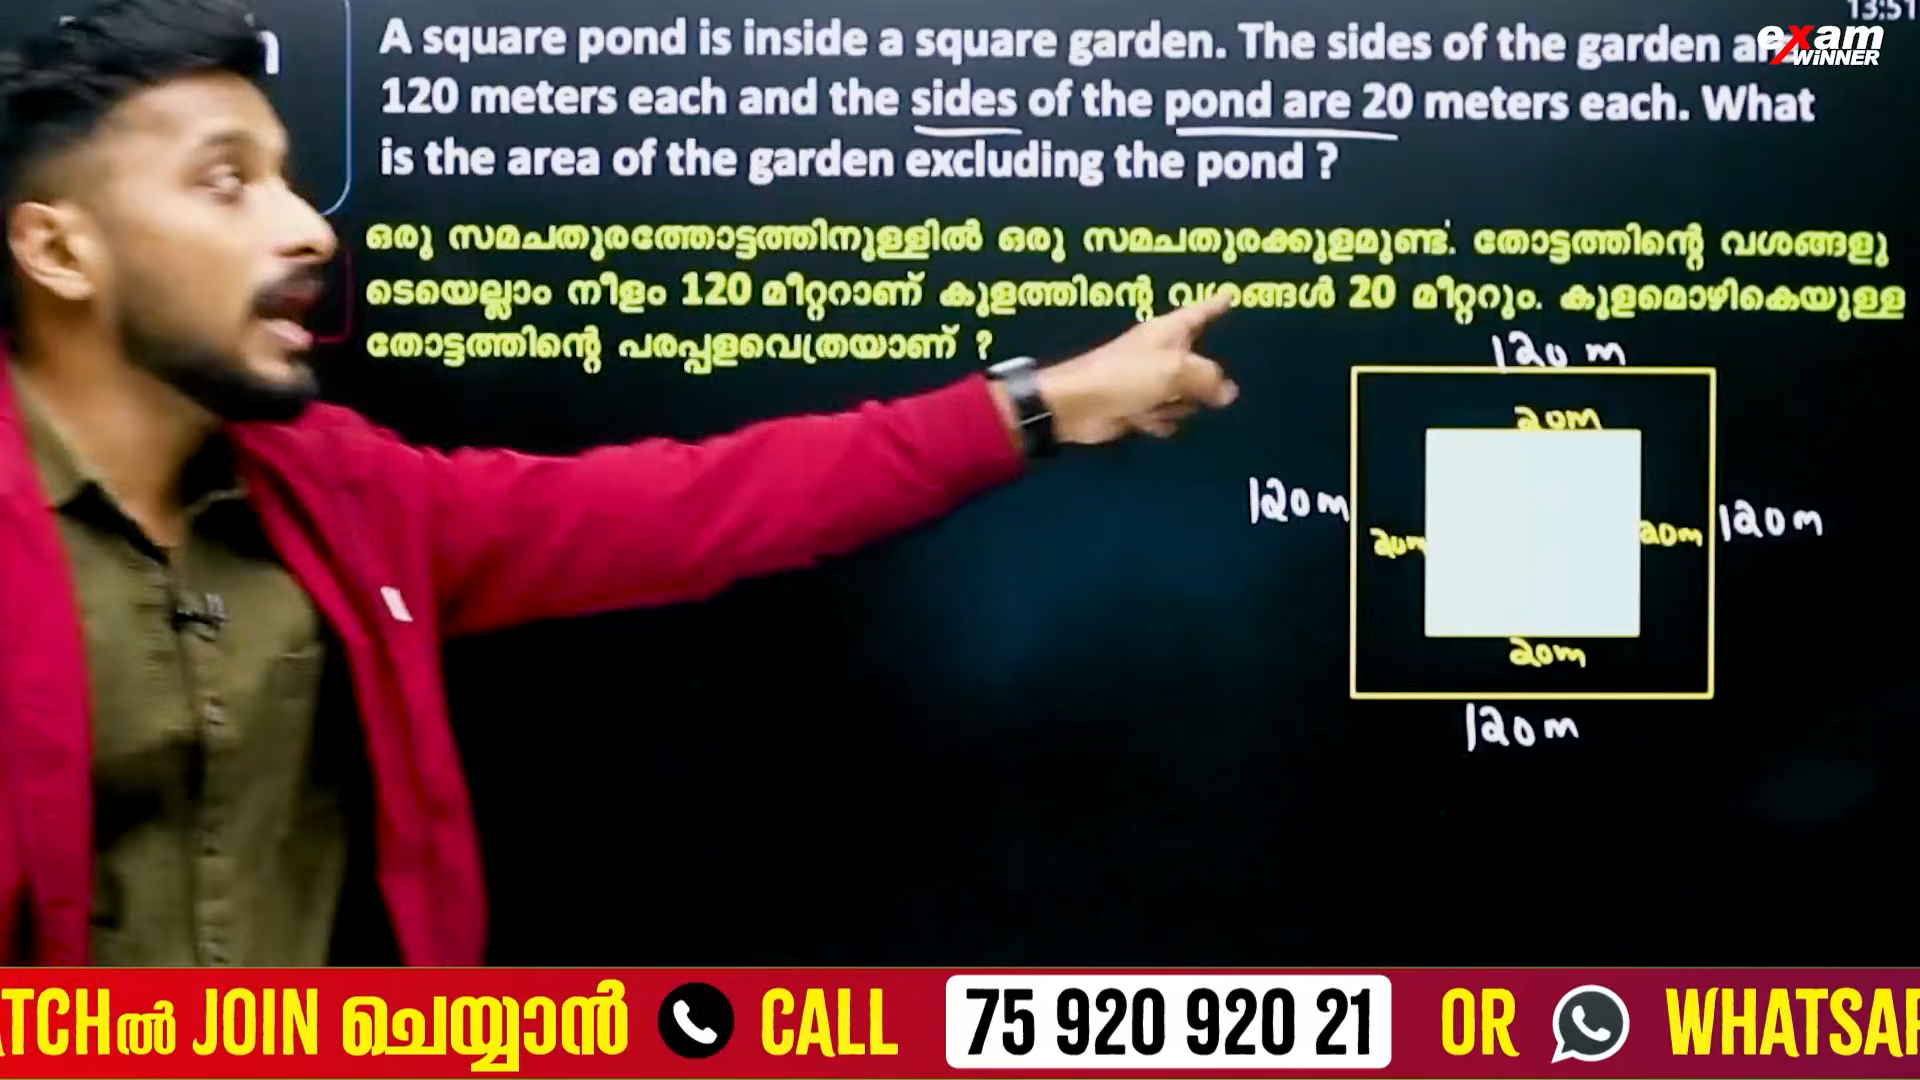 13:51
exam
WINNER
A square pond is inside a square garden. The sides of the garden
120 meters each and the sides of the pond are 20 meters each. What
is the area of the garden excluding the pond ?
ഒരു സമചതുരത്തോട്ടത്തിനുള്ളിൽ ഒരു സമചതുരക്കുളമുണ്ട്. തോട്ടത്തിന്റെ വശങ്ങളു
ടെയെല്ലാം നീളം 120 മീറ്ററാണ് കുളത്തിന്റെ വശങ്ങൾ 20 മീറ്ററും. കുളമൊഴികെയുള്ള
തോട്ടത്തിന്റെ പരപ്പളവെത്രയാണ് ?
120 m
20m
120m
20m
20m
120m
20m
120m
ൽ JOIN ചെയ്യാൻ CALL 75 920 920 21 OR